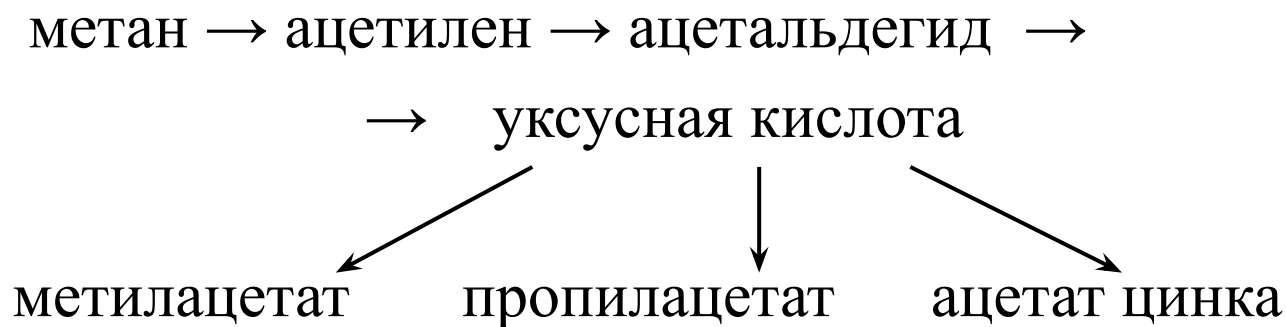 метан → ацетилен → ацетальдегид →
→ уксусная кислота
метилацетат пропилацетат ацетат цинка